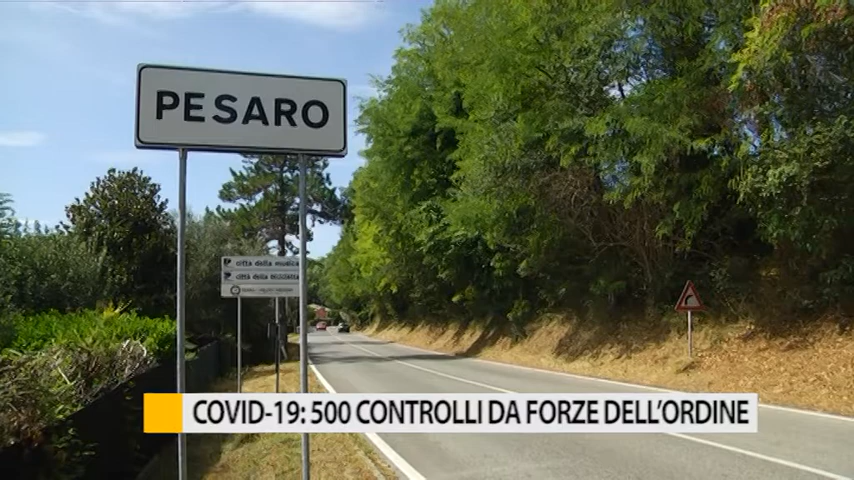 PESARO
città della musica
città della bicicletta
COVID-19: 500 CONTROLLI DA FORZE DELL'ORDINE